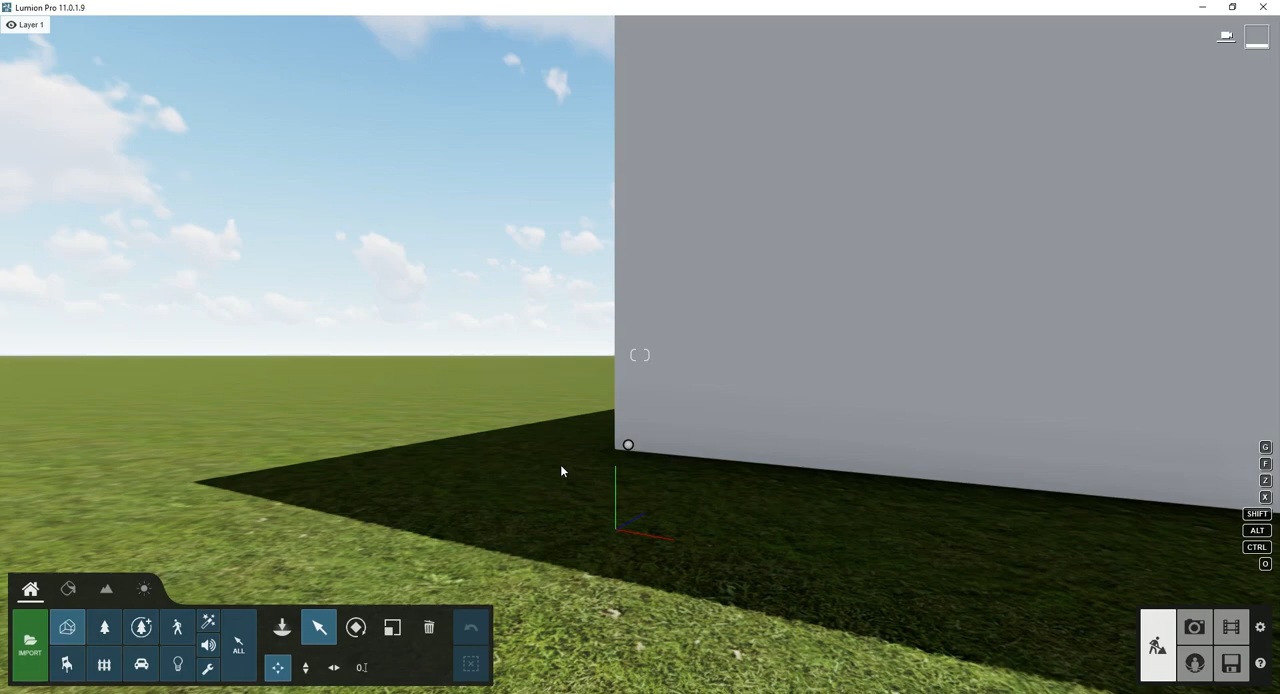 Lumion Pro 11.0.1.9
Layer 1
G
F
Z
X
SHIFT
ALT
CTRL
O
IMPORT
ALL
0.